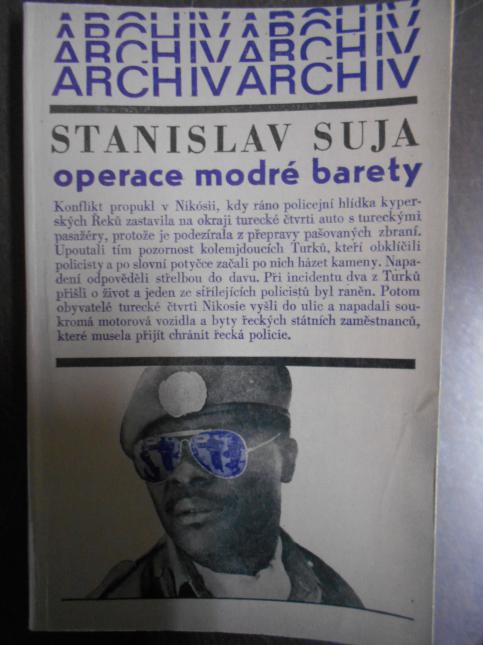 ARCHIVARCHIV
ARCHIVARCHIV
ARCHIVARCHIV
STANISLAV SUJA
operace modré barety
Konflikt propukl v Nikósii, kdy ráno policejní hlídka kyper-
ských Řeků zastavila na okraji turecké čtvrti auto s tureckými
pasažéry, protože je podezírala z přepravy pašovaných zbraní.
Upoutali tím pozornost kolemjdoucích Turků, kteří obklíčili
policisty a po slovní potyčce začali po nich házet kameny. Napa-
dení odpověděli střelbou do davu. Při incidentu dva z Turků
přišli o život a jeden ze střílejících policistů byl raněn. Potom
obyvatelé turecké čtvrti Nikosie vyšli do ulic a napadali sou-
kromá motorová vozidla a byty řeckých státních zaměstnanců,
které musela přijít chránit řecká policie.